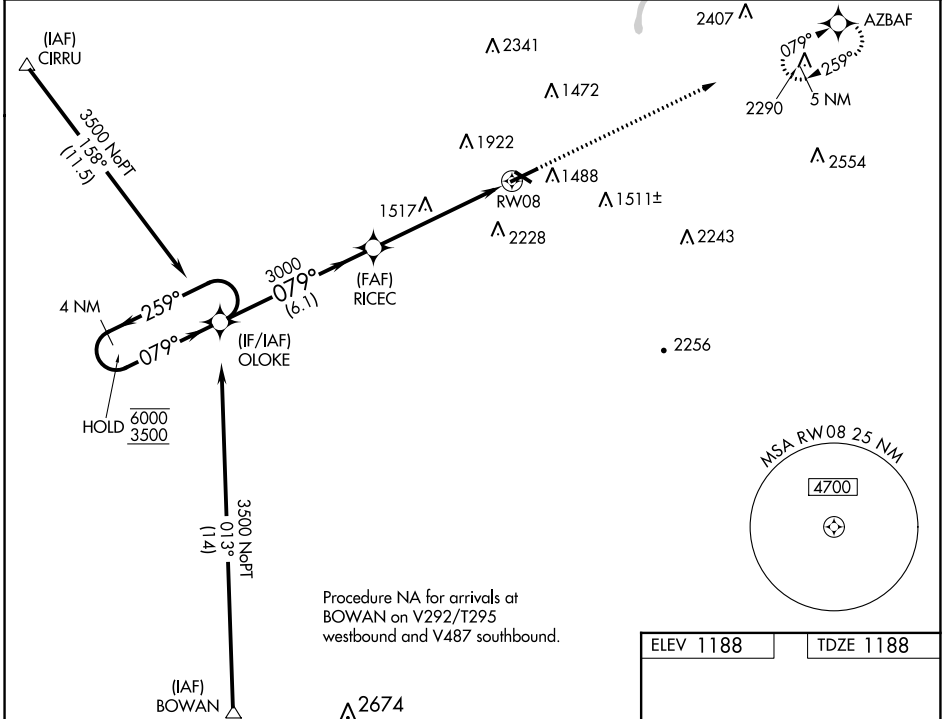 2407
AZBAF
(IAF)
CIRRU
2341
079°
259°
5 NM
2290
1472
3500 NoPT
158°
(11.5)
1922
2554
1488
RW08
1511±
1517
2228
2243
3000
079°
(6.1)
(FAF)
RICEC
4 NM
259°
079°
(IF/IAF)
OLOKE
2256
HOLD
6000
3500
MSA RW08 25 NM
4700
3500 NoPT
013°
(14)
Procedure NA for arrivals at
BOWAN on V292/T295
westbound and V487 southbound.
ELEV 1188
TDZE 1188
(IAF)
BOWAN
2674